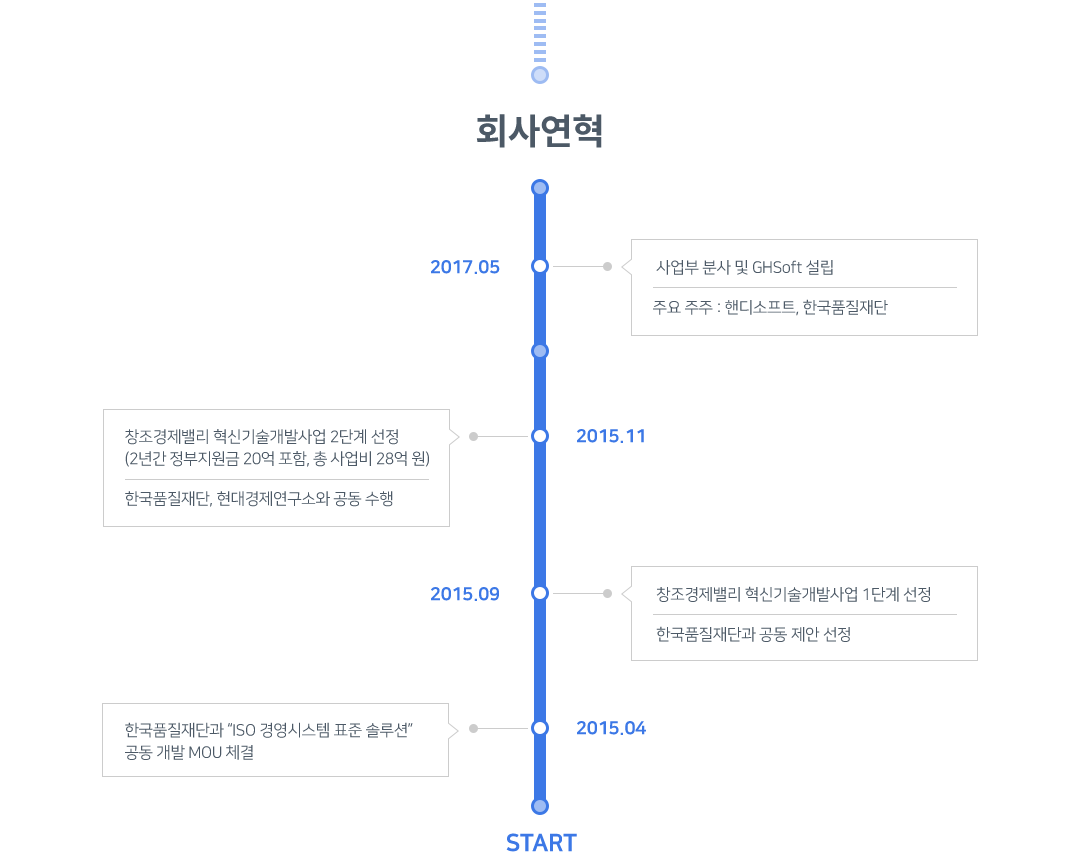 회사연혁
2017.05
사업부 분사 및 GHSoft 설립
주요 주주 : 핸디소프트, 한국품질재단
창조경제밸리 혁신기술개발사업 2단계 선정
(2년간 정부지원금 20억 포함, 총 사업비 28억 원)
한국품질재단, 현대경제연구소와 공동 수행
2015.11
2015.09
창조경제밸리 혁신기술개발사업 1단계 선정
한국품질재단과 공동 제안 선정
한국품질재단과 “ISO 경영시스템 표준 솔루션”
공동 개발 MOU 체결
2015.04
START